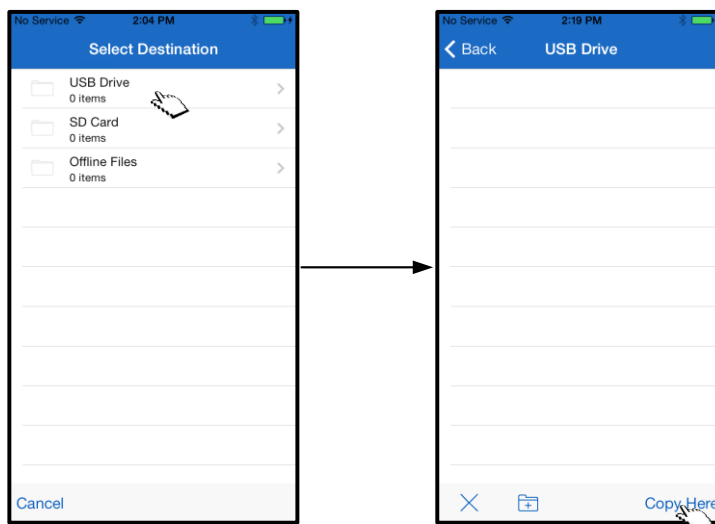 No Service 2:04 PM
Select Destination
USB Drive
0 items
SD Card
0 items
Offline Files
0 items
Cancel
No Service 2:19 PM
Back USB Drive
Copy Here